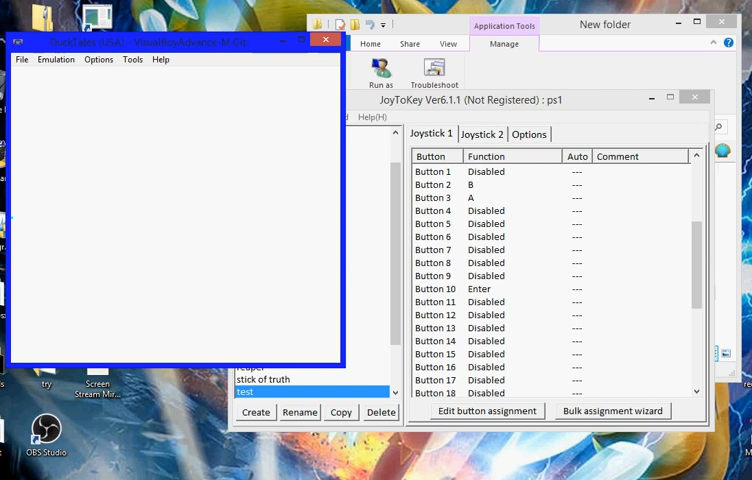 Application Tools
New folder
DuckTales (USA) - VisualBoyAdvance-M Git
Home Share View Manage
File Emulation Options Tools Help
Run as
Troubleshoot
JoyToKey Ver6.1.1 (Not Registered) : ps1
Help(H)
Joystick 1 Joystick 2 Options
Button Function Auto Comment
Button 1 Disabled ---
Button 2 B ---
Button 3 A ---
Button 4 Disabled ---
Button 5 Disabled ---
Button 6 Disabled ---
Button 7 Disabled ---
Button 8 Disabled ---
Button 9 Disabled ---
Button 10 Enter ---
Button 11 Disabled ---
Button 12 Disabled ---
Button 13 Disabled ---
Button 14 Disabled ---
Button 15 Disabled ---
Button 16 Disabled ---
Button 17 Disabled ---
Button 18 Disabled ---
stick of truth
test
Create Rename Copy Delete
Edit button assignment Bulk assignment wizard
try
Screen
Stream Mir...
OBS Studio